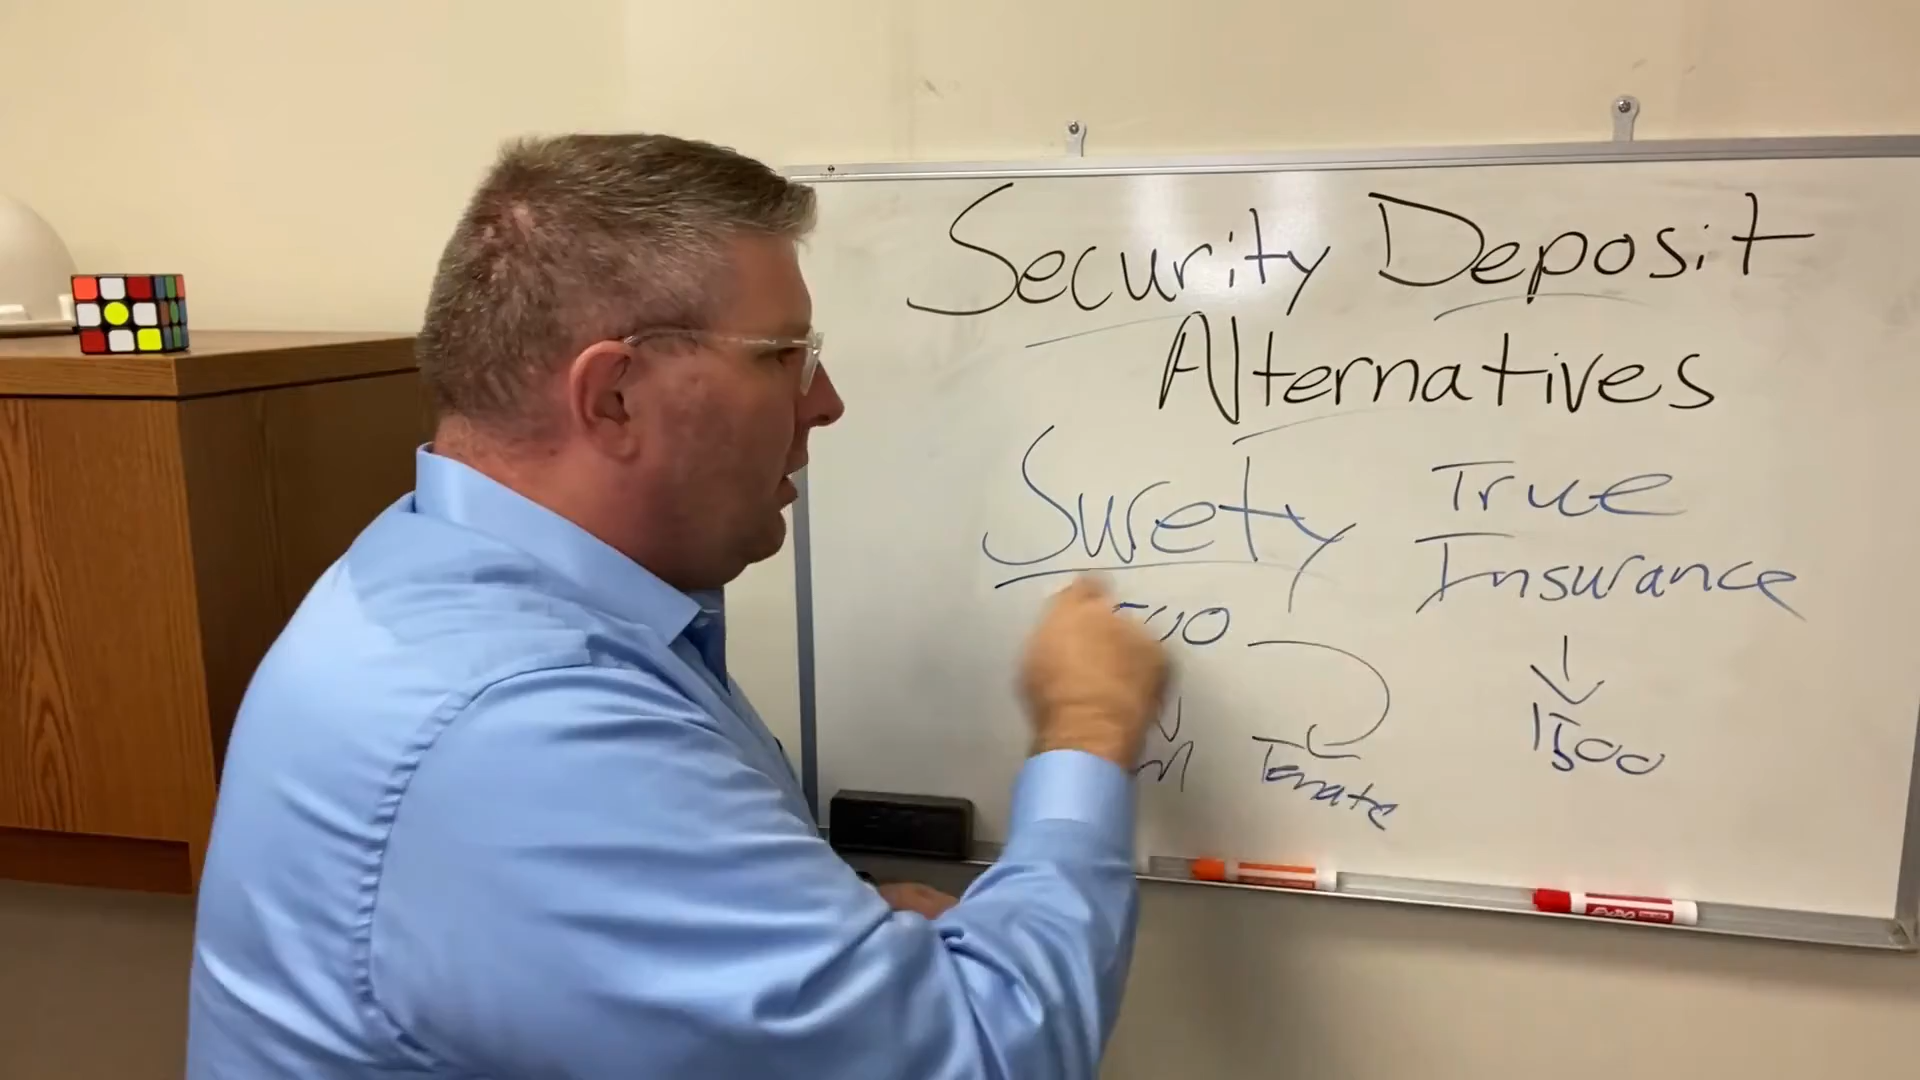 Security Deposit
Alternatives
Surety
True
Insurance
1500
Tenate